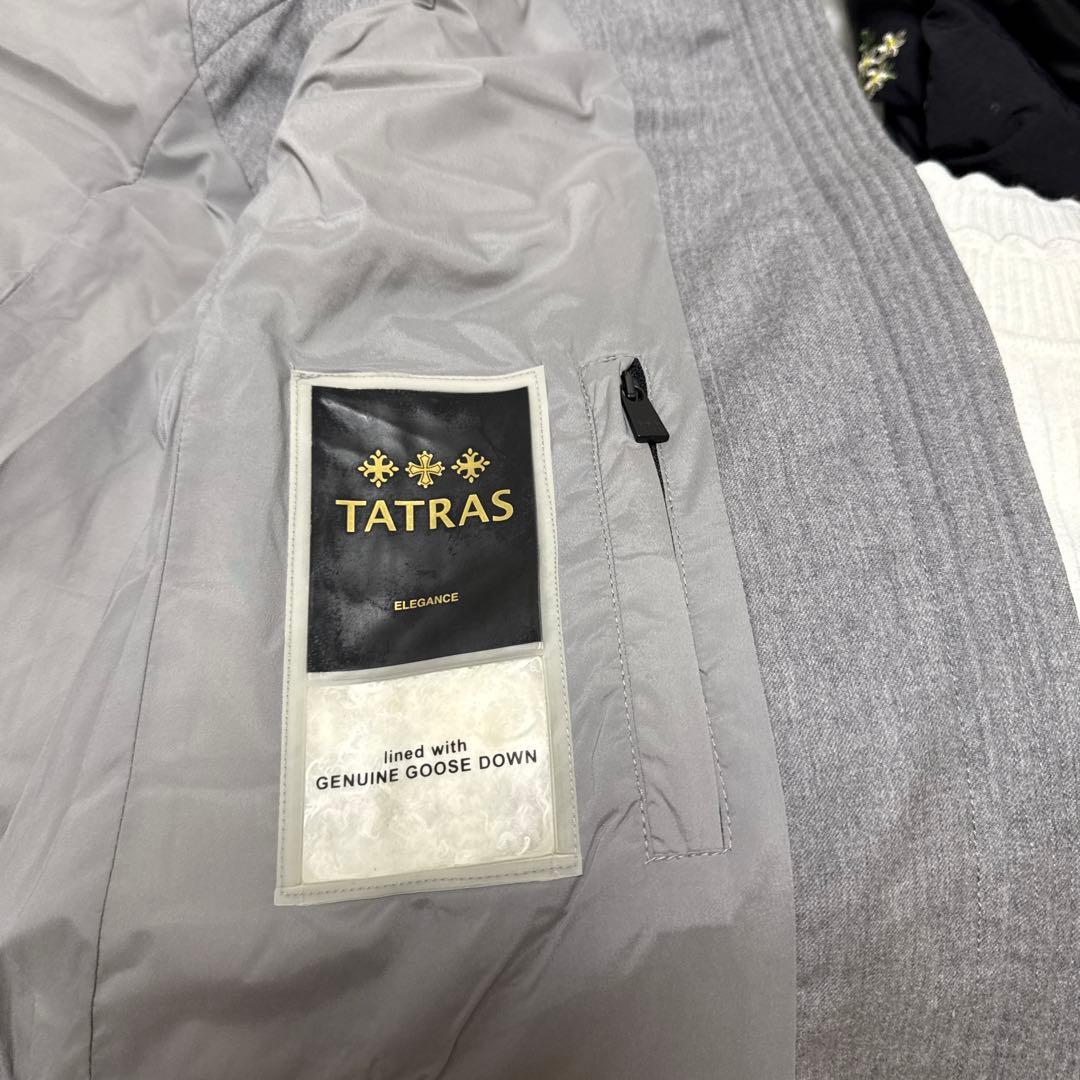 TATRAS
ELEGANCE
lined with
GENUINE GOOSE DOWN